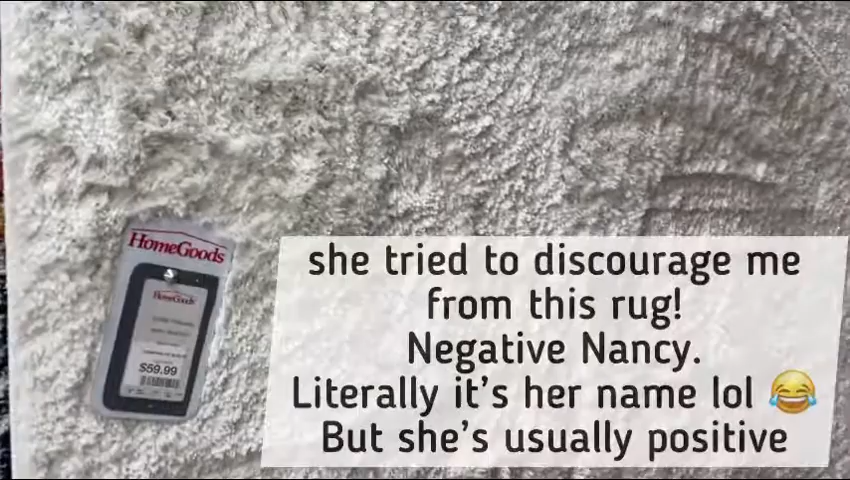 HomeGoods
HomeGoods
$59.99
she tried to discourage me
from this rug!
Negative Nancy.
Literally it's her name lol 😂
But she's usually positive